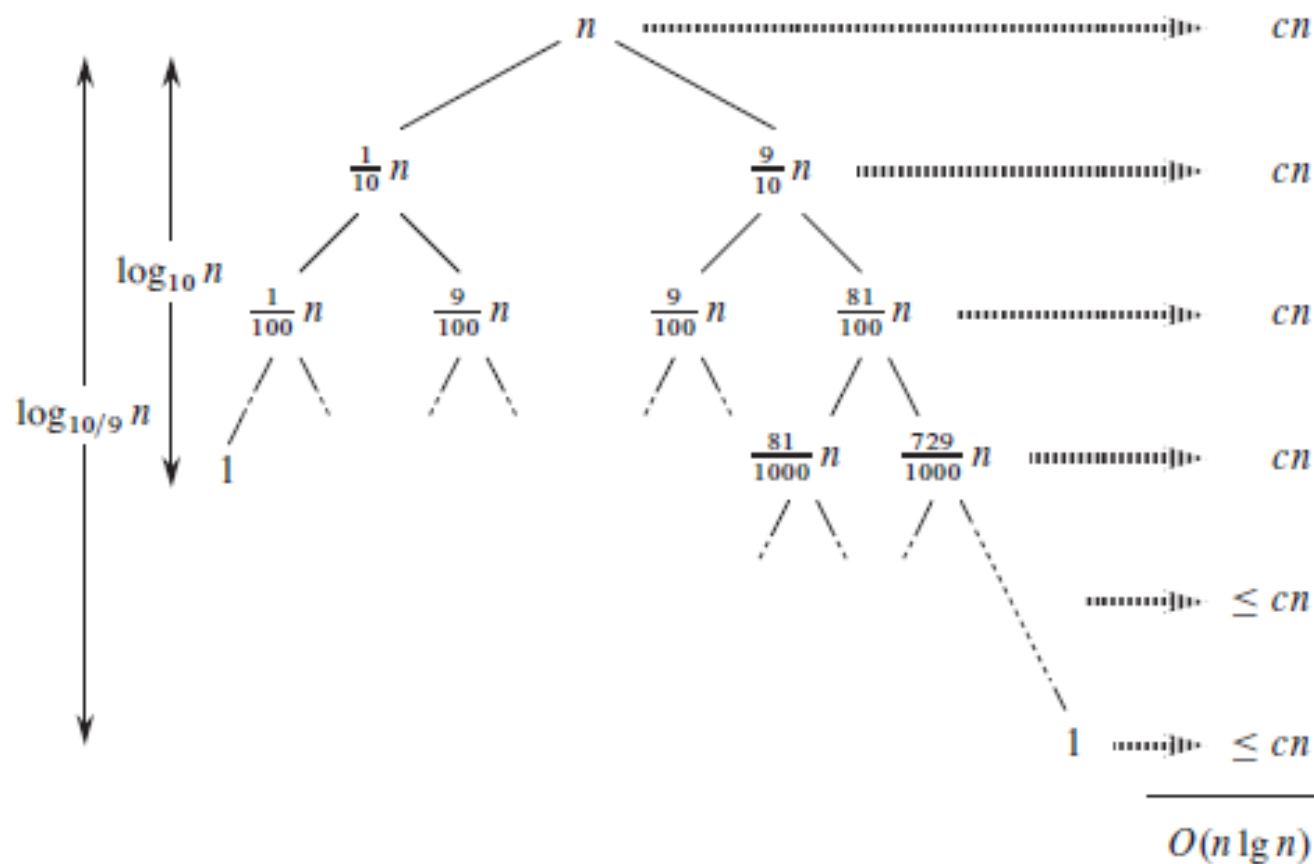 n cn
1/10 n 9/10 n cn
log₁₀ n
1/100 n 9/100 n 9/100 n 81/100 n cn
log₁₀/₉ n
1 81/1000 n 729/1000 n cn
≤ cn
1 ≤ cn
O(n lg n)